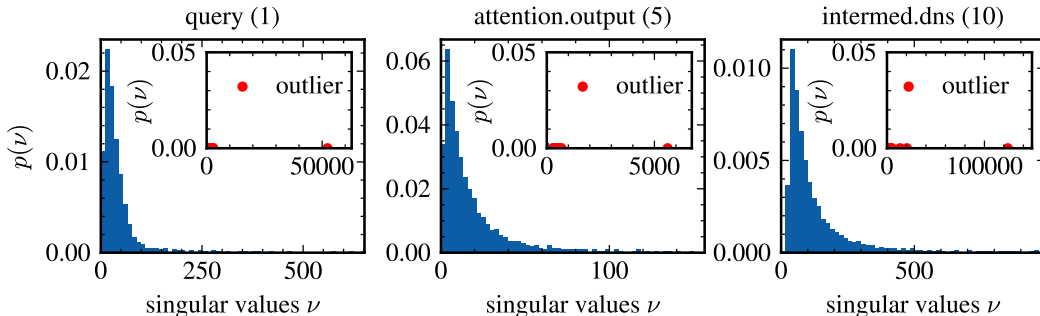 query (1)
0.02
0.01
0.00
p(ν)
0
250
500
singular values ν
0.05
0.00
p(ν)
outlier
0
50000
attention.output (5)
0.06
0.04
0.02
0.00
0
100
singular values ν
0.05
0.00
p(ν)
outlier
0
5000
intermed.dns (10)
0.010
0.005
0.000
0
500
singular values ν
0.05
0.00
p(ν)
outlier
0
100000